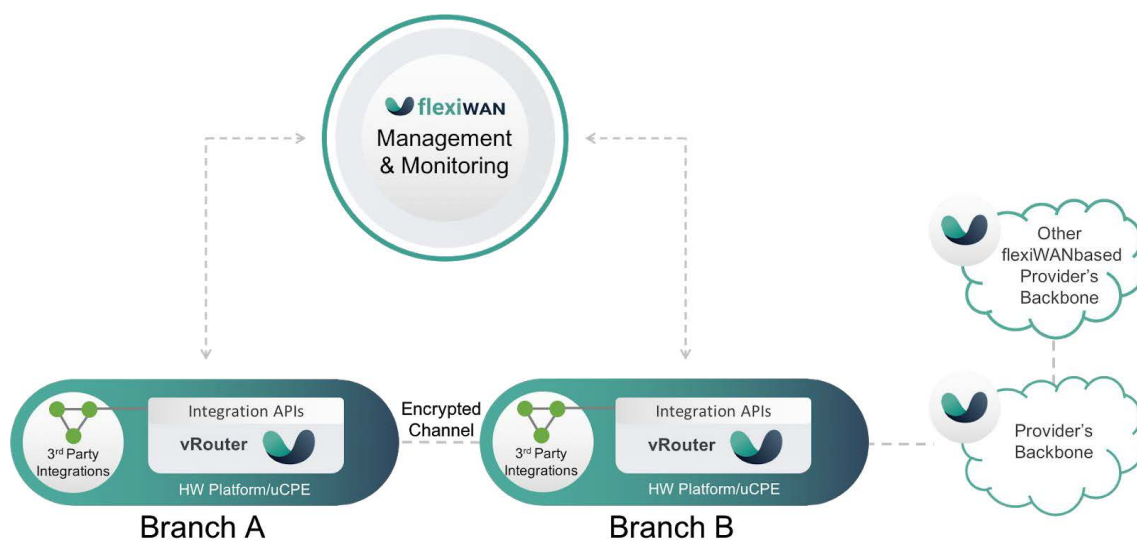 flexiWAN
Management
& Monitoring
Other
flexiWANbased
Provider's
Backbone
Integration APIs
vRouter
3rd Party
Integrations
HW Platform/uCPE
Branch A
Encrypted
Channel
Integration APIs
vRouter
3rd Party
Integrations
HW Platform/uCPE
Branch B
Provider's
Backbone